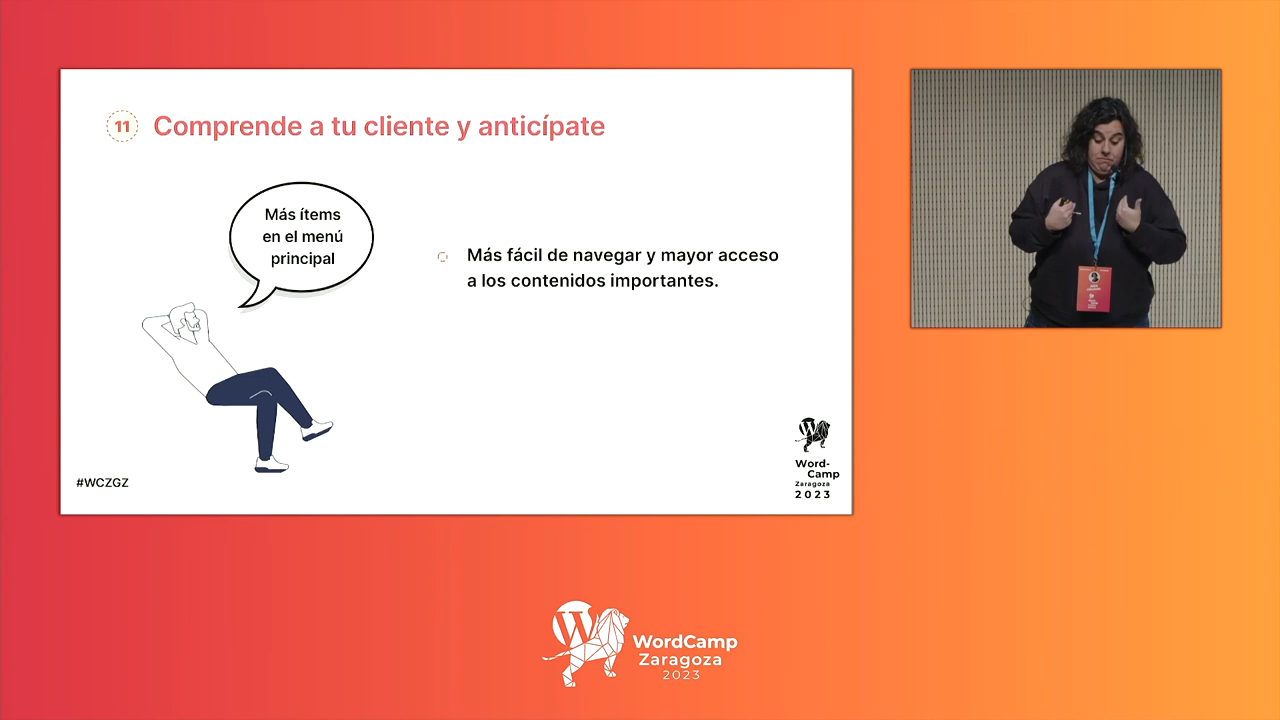 11
Comprende a tu cliente y anticípate
Más ítems
en el menú
principal
Más fácil de navegar y mayor acceso
a los contenidos importantes.
#WCZGZ
Word-
Camp
Zaragoza
2023
WordCamp
Zaragoza
2023